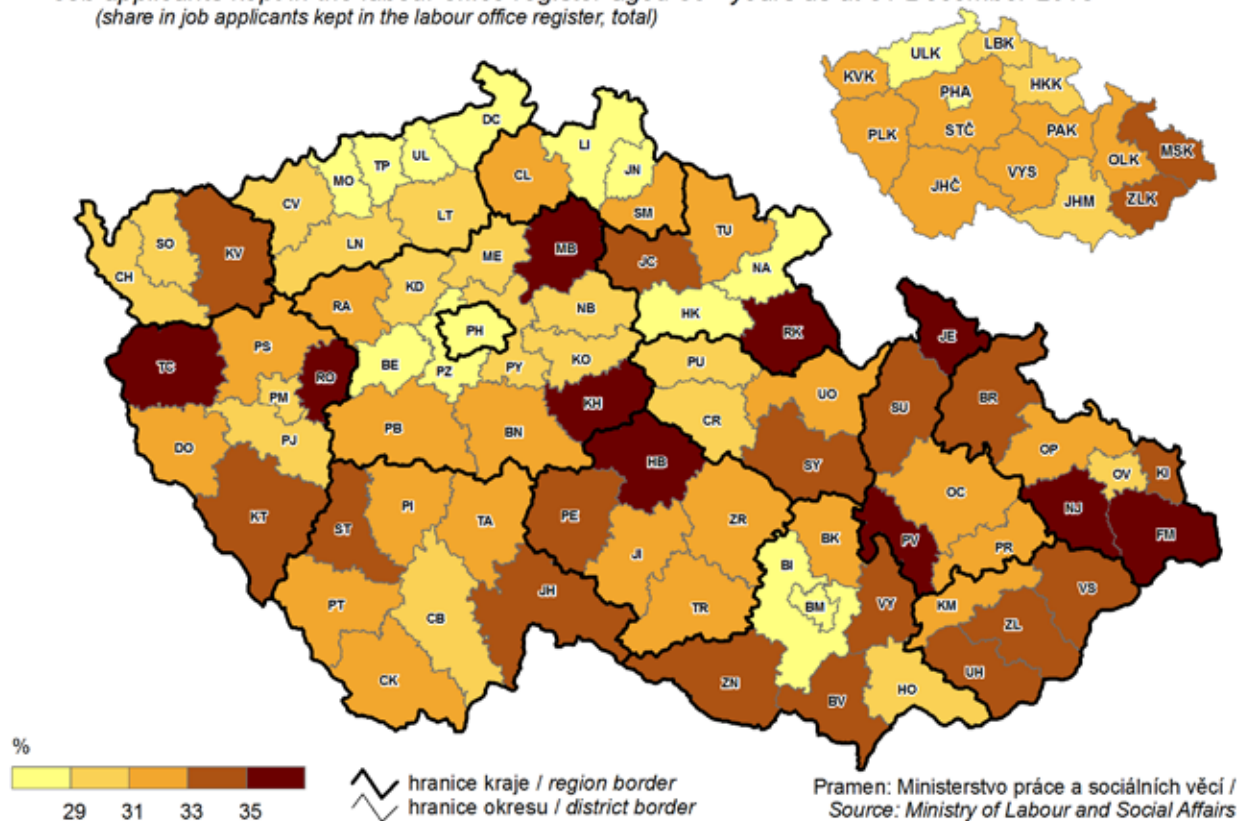 (share in job applicants kept in the labour office register, total)
ULK
LBK
KVK
HKK
PHA
PLK
STČ
PAK
OLK
MSK
JHČ
VYS
JHM
ZLK
DC
LI
UL
TP
MO
JN
CL
CV
LT
SM
TU
SO
KV
LN
ME
MB
JC
NA
CH
KD
RA
NB
HK
PH
RK
JE
PS
TC
RO
BE
PZ
PY
KO
PU
PM
KH
UO
SU
BR
CR
PB
BN
DO
PJ
OP
HB
SY
OV
KI
OC
NJ
KT
ST
PI
TA
PE
ZR
FM
BK
PV
PR
JI
BI
VS
JH
PT
TR
BM
VY
KM
CB
ZL
UH
CK
ZN
HO
BV
%
29 31 33 35
hranice kraje / region border
hranice okresu / district border
Pramen: Ministerstvo práce a sociálních věcí /
Source: Ministry of Labour and Social Affairs